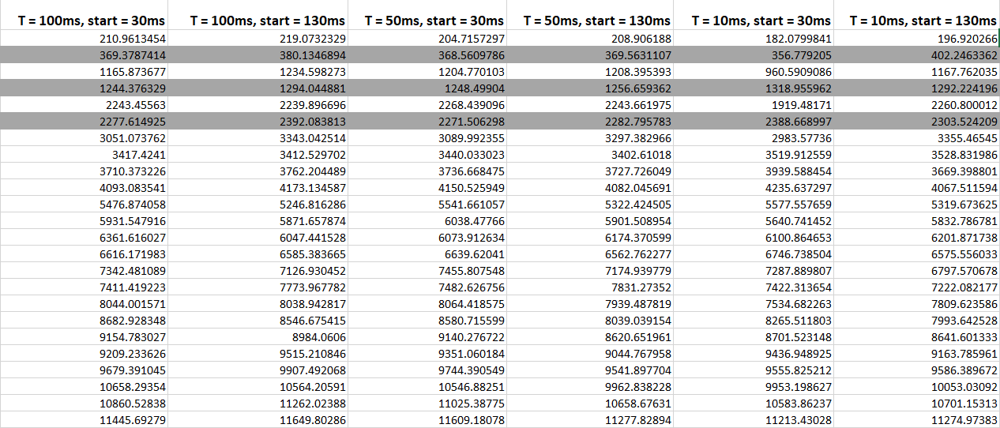 T = 100ms, start = 30ms T = 100ms, start = 130ms T = 50ms, start = 30ms T = 50ms, start = 130ms T = 10ms, start = 30ms T = 10ms, start = 130ms
210.9613454 219.0732329 204.7157297 208.906188 182.0799841 196.920266
369.3787414 380.1346894 368.5609786 369.5631107 356.779205 402.2463362
1165.873677 1234.598273 1204.770103 1208.395393 960.5909086 1167.762035
1244.376329 1294.044881 1248.49904 1256.659362 1318.955962 1292.224196
2243.45563 2239.896696 2268.439096 2243.661975 1919.48171 2260.800012
2277.614925 2392.083813 2271.506298 2282.795783 2388.668997 2303.524209
3051.073762 3343.042514 3089.992355 3297.382966 2983.57736 3355.46545
3417.4241 3412.529702 3440.033023 3402.61018 3519.912559 3528.831986
3710.373226 3762.204489 3736.668475 3727.726049 3939.588454 3669.398801
4093.083541 4173.134587 4150.525949 4082.045691 4235.637297 4067.511594
5476.874058 5246.816286 5541.661057 5322.424505 5577.557659 5319.673625
5931.547916 5871.657874 6038.47766 5901.508954 5640.741452 5832.786781
6361.616027 6047.441528 6073.912634 6174.370599 6100.864653 6201.871738
6616.171983 6585.383665 6639.62041 6562.762277 6746.738504 6575.556033
7342.481089 7126.930452 7455.807548 7174.939779 7287.889807 6797.570678
7411.419223 7773.967782 7482.626756 7831.27352 7422.313654 7222.082177
8044.001571 8038.942817 8064.418575 7939.487819 7534.682263 7809.623586
8682.928348 8546.675415 8580.715599 8039.039154 8265.511803 7993.642528
9154.783027 8984.0606 9140.276722 8620.651961 8701.523148 8641.601333
9209.233626 9515.210846 9351.060184 9044.767958 9436.948925 9163.785961
9679.391045 9907.492068 9744.390549 9541.897704 9555.825212 9586.389672
10658.29354 10564.20591 10546.88251 9962.838228 9953.198627 10053.03092
10860.52838 11262.02388 11025.38775 10658.67631 10583.86237 10701.15313
11445.69279 11649.80286 11609.18078 11277.82894 11213.43028 11274.97383